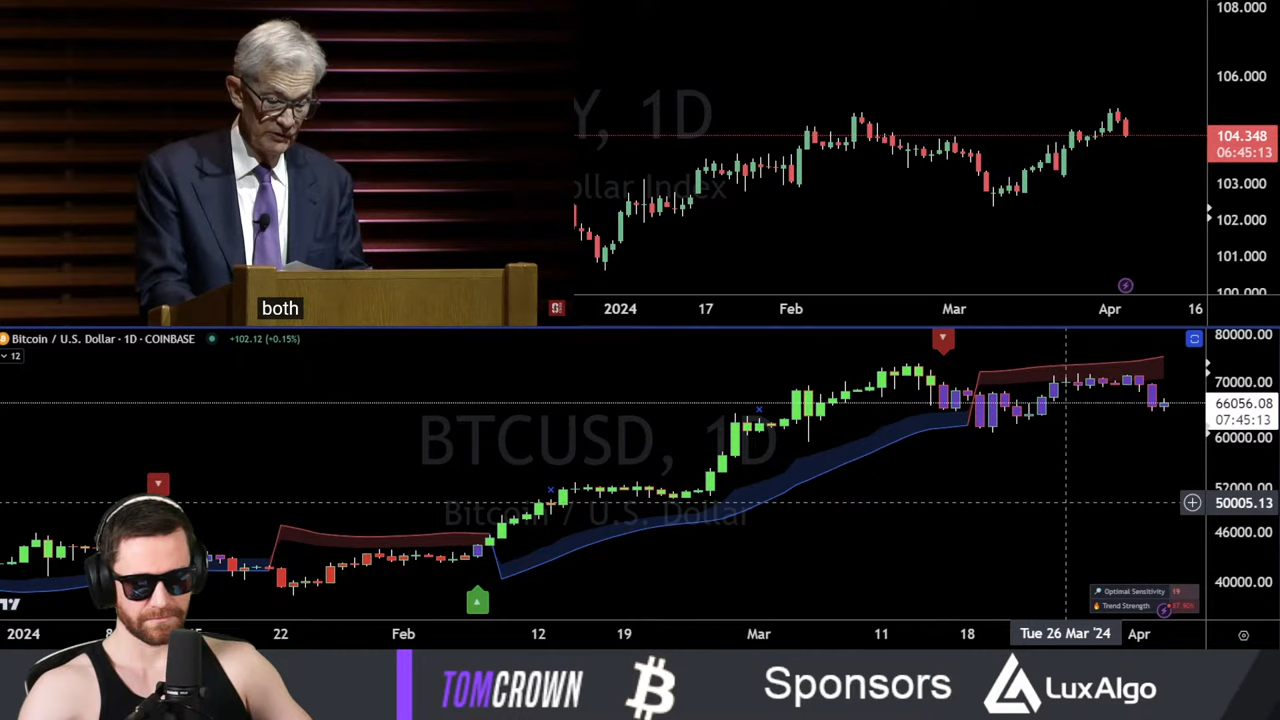 both
Y, 1D
ollar Index
108.000
106.000
104.348
06:45:13
103.000
102.000
101.000
100.000
2024
17
Feb
Mar
Apr
16
Bitcoin / U.S. Dollar · 1D · COINBASE
+102.12 (+0.15%)
12
BTCUSD, 1D
Bitcoin / U.S. Dollar
80000.00
70000.00
66056.08
07:45:13
60000.00
52000.00
50005.13
46000.00
40000.00
Optimal Sensitivity 19
Trend Strength
2024
22
Feb
12
19
Mar
11
18
Tue 26 Mar '24
Apr
TOMCROWN
Sponsors
LuxAlgo